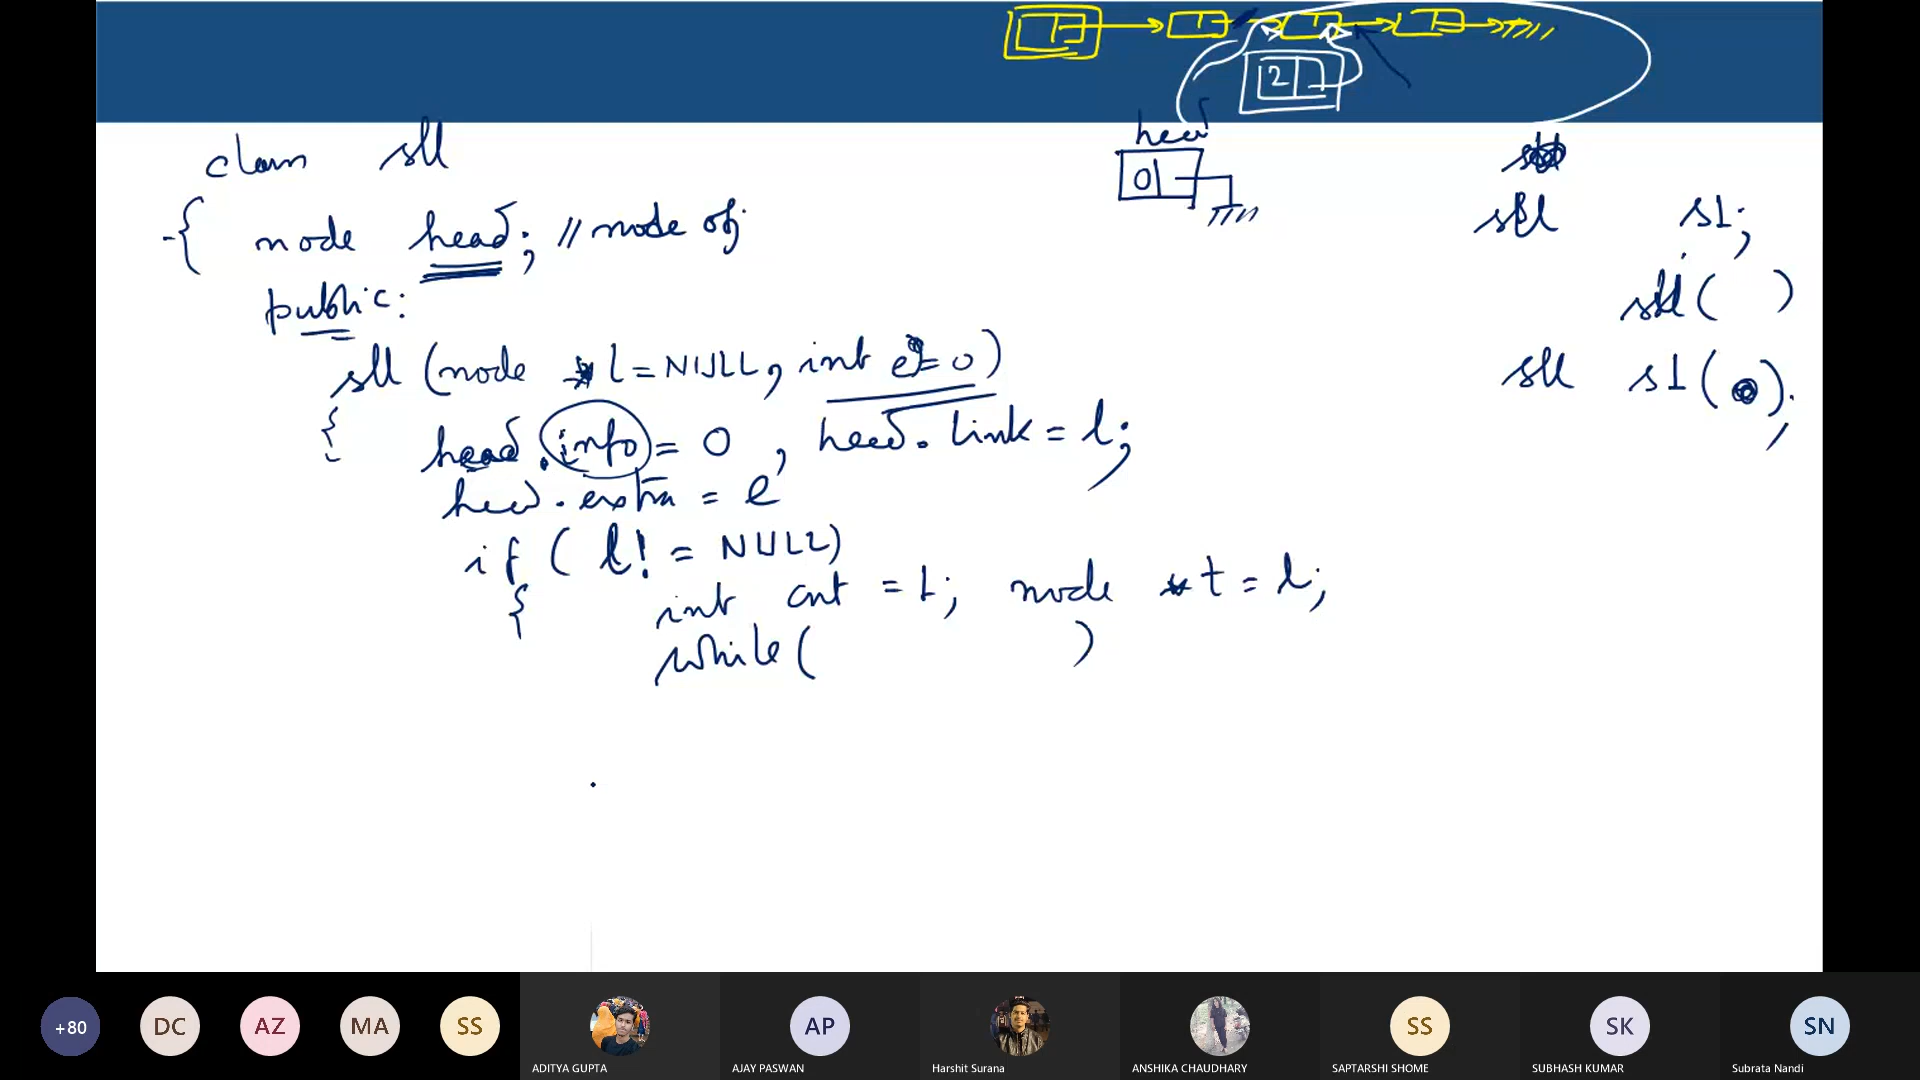 2
head
class sll
0
{ node head; // node obj
sll s1;
public:
sll( )
sll (node *l = NULL, int e = 0)
sll s1( );
{ head.info = 0, head.link = l;
head.extra = e
if ( l != NULL)
{ int cnt = 1; node *t = l;
while( )
+80
DC
AZ
MA
SS
ADITYA GUPTA
AP
AJAY PASWAN
Harshit Surana
ANSHIKA CHAUDHARY
SS
SAPTARSHI SHOME
SK
SUBHASH KUMAR
SN
Subrata Nandi